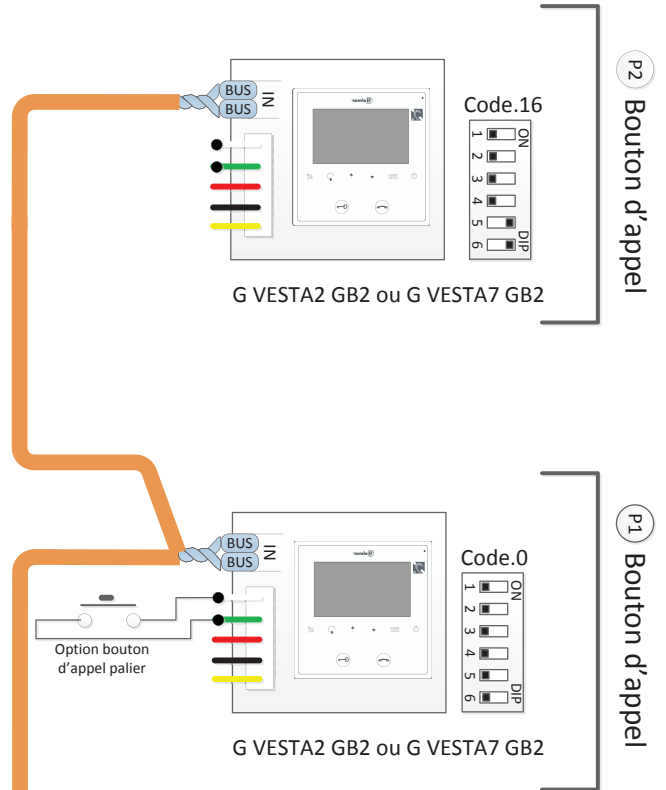 P2 Bouton d'appel
BUS
BUS
IN
Code.16
ON
1
2
3
4
5
6
DIP
G VESTA2 GB2 ou G VESTA7 GB2
P1 Bouton d'appel
BUS
BUS
IN
Code.0
ON
1
2
3
4
5
6
DIP
Option bouton
d'appel palier
G VESTA2 GB2 ou G VESTA7 GB2